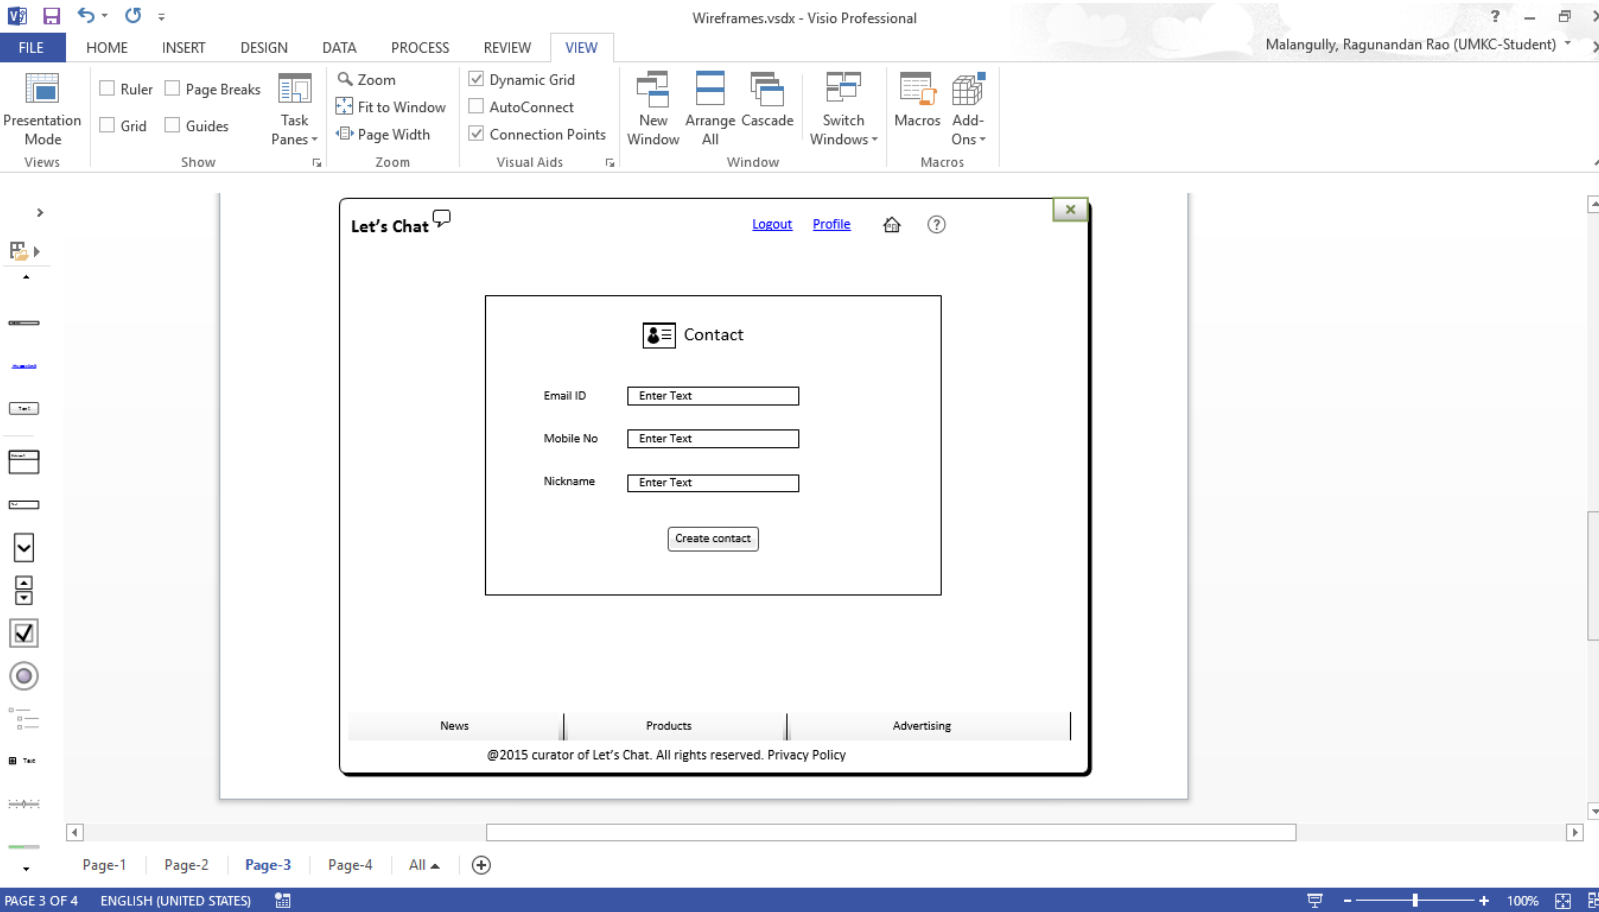 Wireframes.vsdx - Visio Professional
?
FILE HOME INSERT DESIGN DATA PROCESS REVIEW VIEW
Malangully, Ragunandan Rao (UMKC-Student)
Presentation Mode
Views
Ruler Page Breaks
Grid Guides
Task Panes
Show
Zoom
Fit to Window
Page Width
Zoom
Dynamic Grid
AutoConnect
Connection Points
Visual Aids
New Window
Arrange All
Cascade
Switch Windows
Window
Macros
Add-Ons
Macros
Let's Chat
Logout Profile ?
Contact
Email ID Enter Text
Mobile No Enter Text
Nickname Enter Text
Create contact
News Products Advertising
@2015 curator of Let's Chat. All rights reserved. Privacy Policy
Text
Text
Page-1 Page-2 Page-3 Page-4 All
PAGE 3 OF 4 ENGLISH (UNITED STATES) 100%